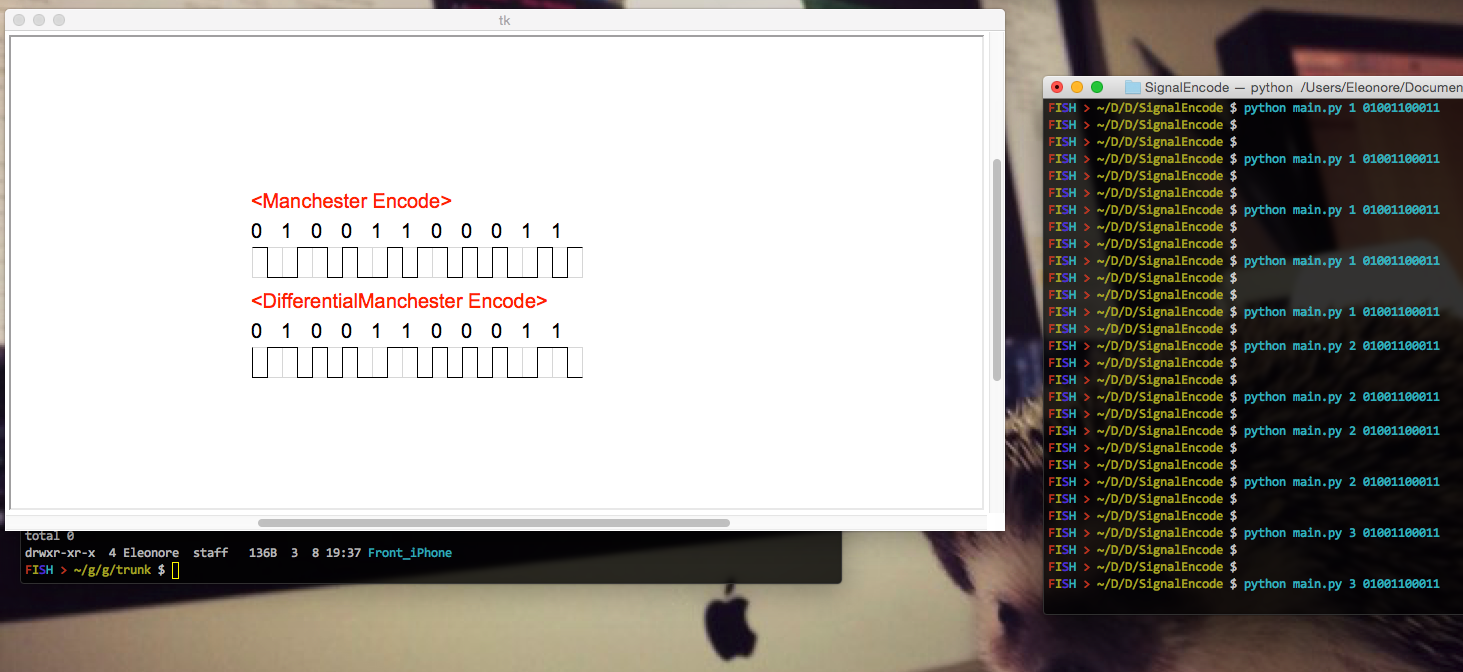 tk
<Manchester Encode>
0 1 0 0 1 1 0 0 0 1 1
<DifferentialManchester Encode>
0 1 0 0 1 1 0 0 0 1 1
total 0
drwxr-xr-x 4 Eleonore staff 136B 3 8 19:37 Front_iPhone
FISH > ~/g/g/trunk $
SignalEncode — python /Users/Eleonore/Documen
FISH > ~/D/D/SignalEncode $ python main.py 1 01001100011
FISH > ~/D/D/SignalEncode $
FISH > ~/D/D/SignalEncode $
FISH > ~/D/D/SignalEncode $ python main.py 1 01001100011
FISH > ~/D/D/SignalEncode $
FISH > ~/D/D/SignalEncode $
FISH > ~/D/D/SignalEncode $ python main.py 1 01001100011
FISH > ~/D/D/SignalEncode $
FISH > ~/D/D/SignalEncode $
FISH > ~/D/D/SignalEncode $ python main.py 1 01001100011
FISH > ~/D/D/SignalEncode $
FISH > ~/D/D/SignalEncode $
FISH > ~/D/D/SignalEncode $ python main.py 1 01001100011
FISH > ~/D/D/SignalEncode $
FISH > ~/D/D/SignalEncode $ python main.py 2 01001100011
FISH > ~/D/D/SignalEncode $
FISH > ~/D/D/SignalEncode $
FISH > ~/D/D/SignalEncode $ python main.py 2 01001100011
FISH > ~/D/D/SignalEncode $
FISH > ~/D/D/SignalEncode $ python main.py 2 01001100011
FISH > ~/D/D/SignalEncode $
FISH > ~/D/D/SignalEncode $
FISH > ~/D/D/SignalEncode $ python main.py 2 01001100011
FISH > ~/D/D/SignalEncode $
FISH > ~/D/D/SignalEncode $
FISH > ~/D/D/SignalEncode $ python main.py 3 01001100011
FISH > ~/D/D/SignalEncode $
FISH > ~/D/D/SignalEncode $
FISH > ~/D/D/SignalEncode $ python main.py 3 01001100011